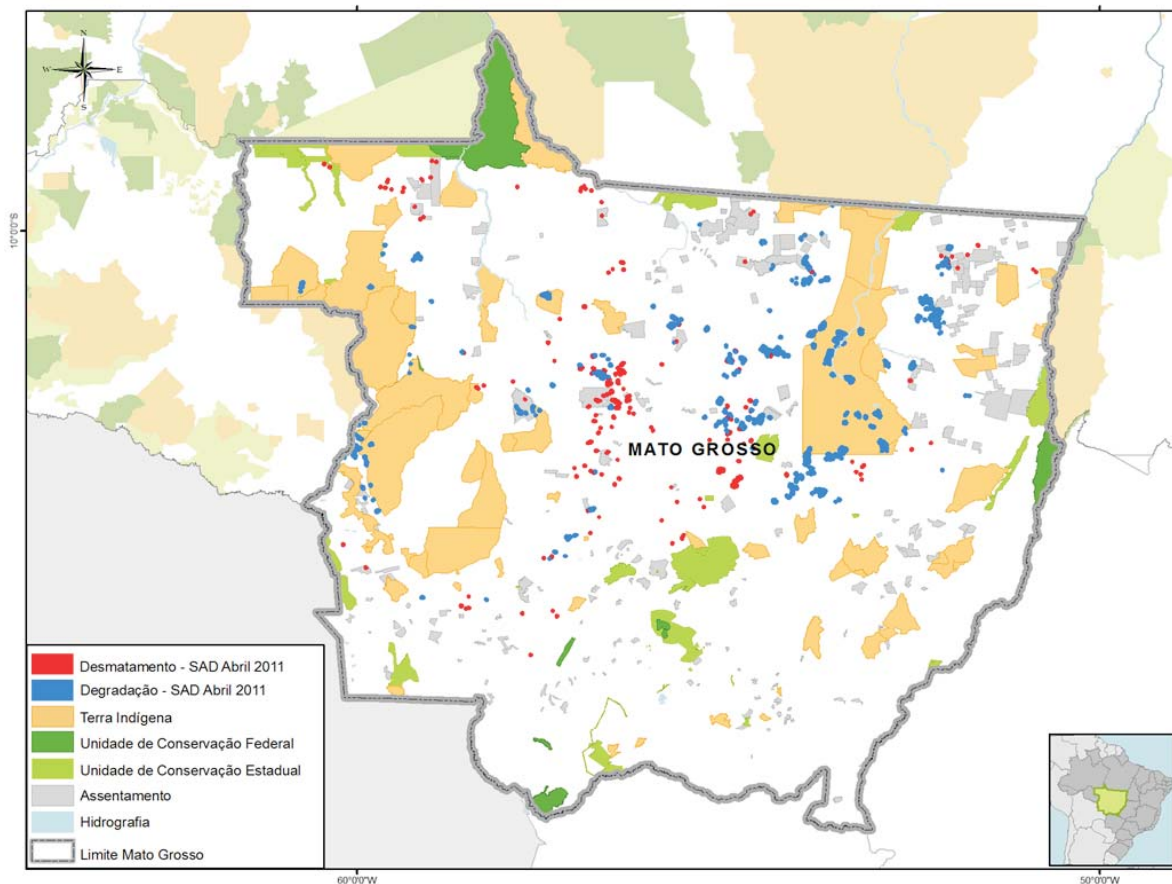 N
W E
S
10°0'0"S
MATO GROSSO
Desmatamento - SAD Abril 2011
Degradação - SAD Abril 2011
Terra Indígena
Unidade de Conservação Federal
Unidade de Conservação Estadual
Assentamento
Hidrografia
Limite Mato Grosso
60°0'0"W 50°0'0"W